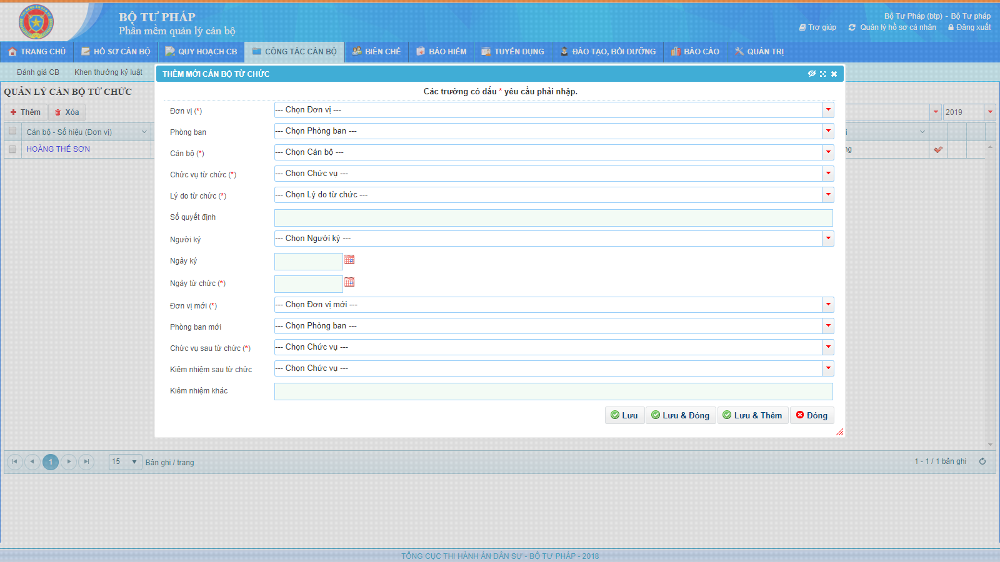 BỘ TƯ PHÁP
Phần mềm quản lý cán bộ
Bộ Tư Pháp (btp) - Bộ Tư pháp
Trợ giúp Quản lý hồ sơ cá nhân Đăng xuất
TRANG CHỦ HỒ SƠ CÁN BỘ QUY HOẠCH CB CÔNG TÁC CÁN BỘ BIÊN CHẾ BẢO HIỂM TUYỂN DỤNG ĐÀO TẠO, BỒI DƯỠNG BÁO CÁO QUẢN TRỊ
Đánh giá CB Khen thưởng kỷ luật
QUẢN LÝ CÁN BỘ TỪ CHỨC
Thêm Xóa
2019
Cán bộ - Số hiệu (Đơn vị)
HOÀNG THẾ SƠN
THÊM MỚI CÁN BỘ TỪ CHỨC
Các trường có dấu * yêu cầu phải nhập.
Đơn vị (*) --- Chọn Đơn vị ---
Phòng ban --- Chọn Phòng ban ---
Cán bộ (*) --- Chọn Cán bộ ---
Chức vụ từ chức (*) --- Chọn Chức vụ ---
Lý do từ chức (*) --- Chọn Lý do từ chức ---
Số quyết định
Người ký --- Chọn Người ký ---
Ngày ký
Ngày từ chức (*)
Đơn vị mới (*) --- Chọn Đơn vị mới ---
Phòng ban mới --- Chọn Phòng ban ---
Chức vụ sau từ chức (*) --- Chọn Chức vụ ---
Kiêm nhiệm sau từ chức --- Chọn Chức vụ ---
Kiêm nhiệm khác
Lưu Lưu & Đóng Lưu & Thêm Đóng
1 15 Bản ghi / trang 1 - 1 / 1 bản ghi
TỔNG CỤC THI HÀNH ÁN DÂN SỰ - BỘ TƯ PHÁP - 2018